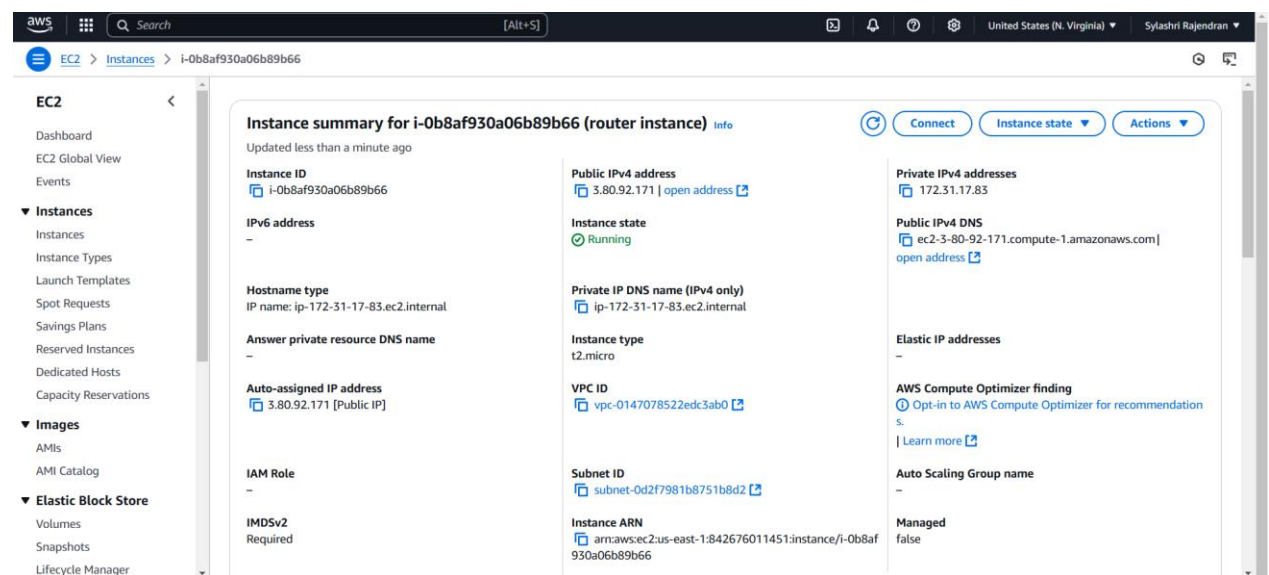 aws
Search
[Alt+S]
United States (N. Virginia)
Sylashri Rajendran
EC2 > Instances > i-0b8af930a06b89b66
EC2
Dashboard
EC2 Global View
Events
Instances
Instances
Instance Types
Launch Templates
Spot Requests
Savings Plans
Reserved Instances
Dedicated Hosts
Capacity Reservations
Images
AMIs
AMI Catalog
Elastic Block Store
Volumes
Snapshots
Lifecycle Manager
Instance summary for i-0b8af930a06b89b66 (router instance) Info
Connect
Instance state
Actions
Updated less than a minute ago
Instance ID
i-0b8af930a06b89b66
Public IPv4 address
3.80.92.171 | open address
Private IPv4 addresses
172.31.17.83
IPv6 address
–
Instance state
Running
Public IPv4 DNS
ec2-3-80-92-171.compute-1.amazonaws.com |
open address
Hostname type
IP name: ip-172-31-17-83.ec2.internal
Private IP DNS name (IPv4 only)
ip-172-31-17-83.ec2.internal
Answer private resource DNS name
–
Instance type
t2.micro
Elastic IP addresses
–
Auto-assigned IP address
3.80.92.171 [Public IP]
VPC ID
vpc-0147078522edc3ab0
AWS Compute Optimizer finding
Opt-in to AWS Compute Optimizer for recommendation
s.
| Learn more
IAM Role
–
Subnet ID
subnet-0d2f7981b8751b8d2
Auto Scaling Group name
–
IMDSv2
Required
Instance ARN
arn:aws:ec2:us-east-1:842676011451:instance/i-0b8af
930a06b89b66
Managed
false